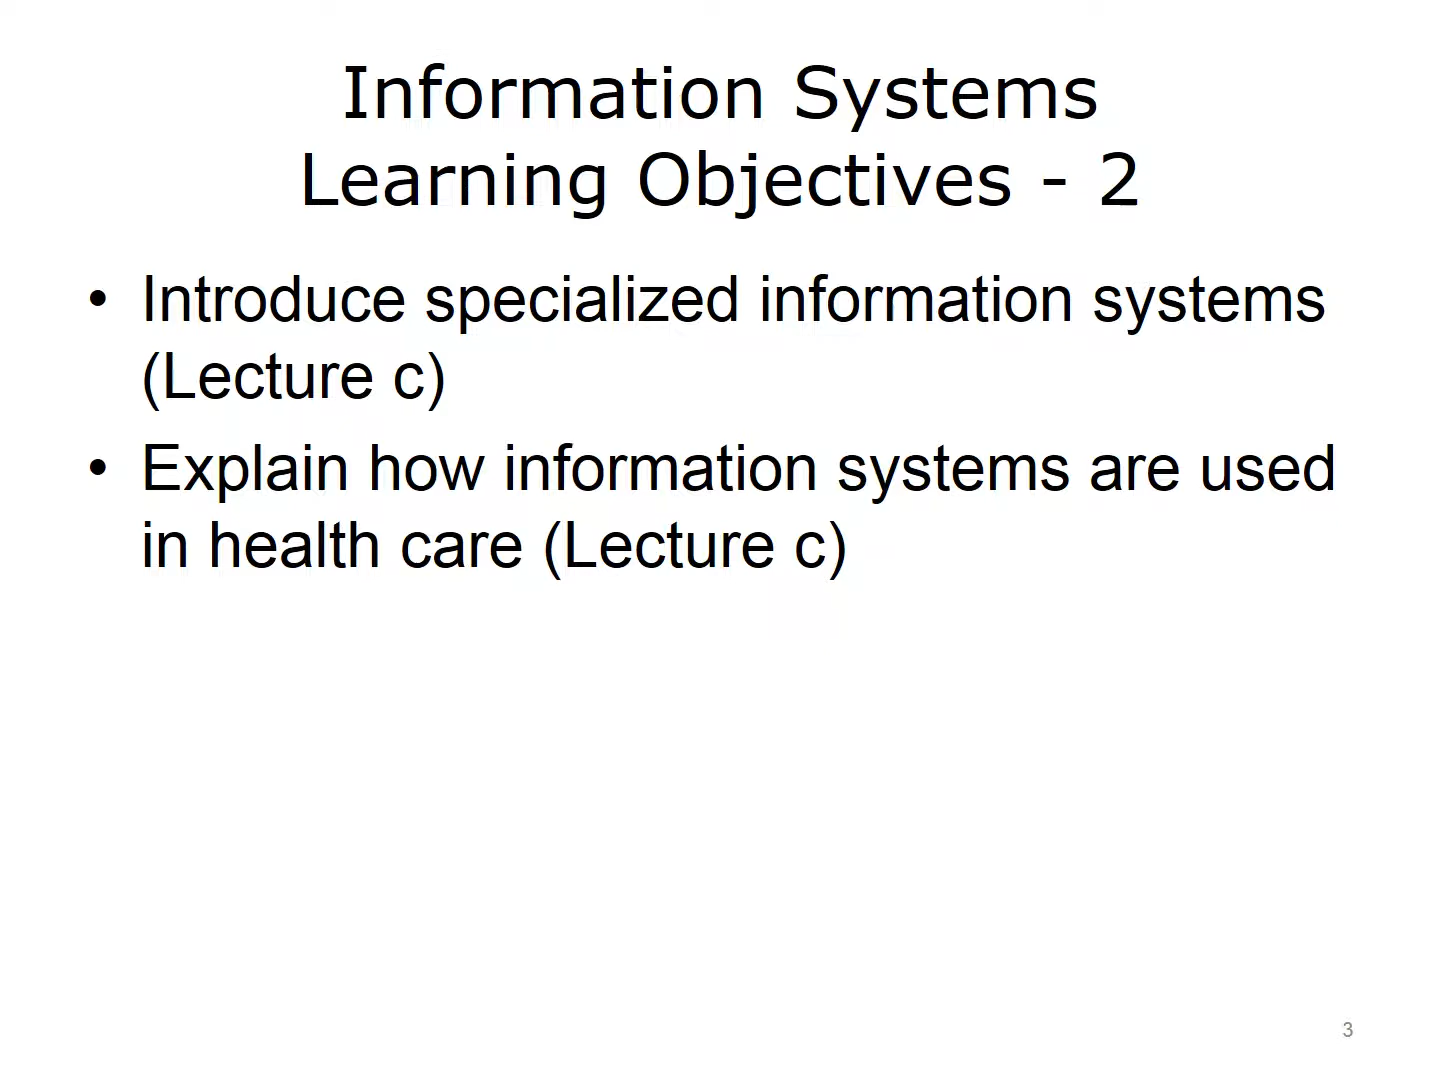 Information Systems
Learning Objectives - 2
• Introduce specialized information systems
(Lecture c)
• Explain how information systems are used
in health care (Lecture c)
3